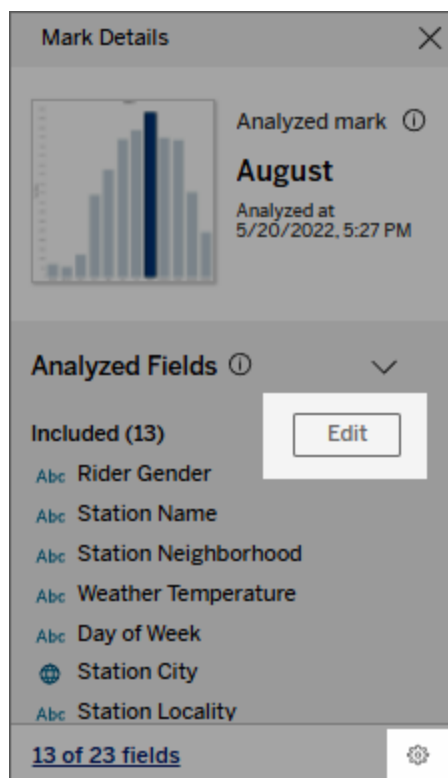 Mark Details
Analyzed mark
August
Analyzed at
5/20/2022, 5:27 PM
Analyzed Fields
Included (13)
Edit
Abc Rider Gender
Abc Station Name
Abc Station Neighborhood
Abc Weather Temperature
Abc Day of Week
Station City
Abc Station Locality
13 of 23 fields